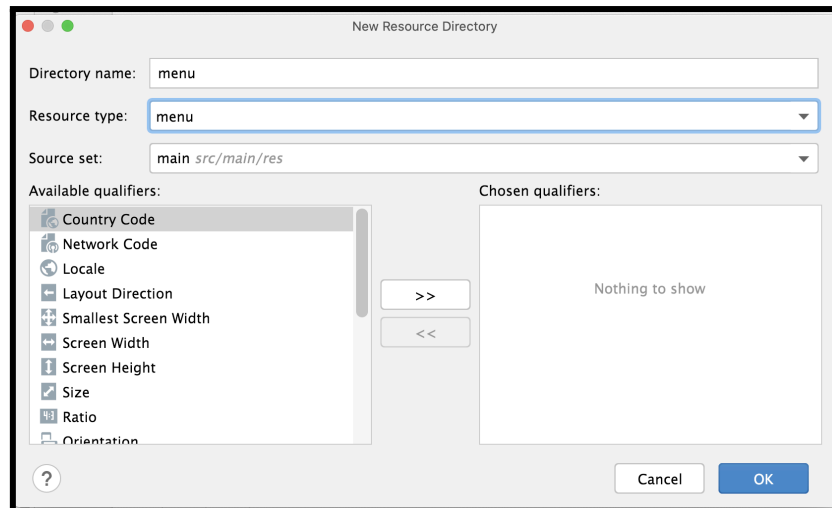 New Resource Directory
Directory name: menu
Resource type: menu
Source set: main src/main/res
Available qualifiers:
Chosen qualifiers:
Country Code
Network Code
Locale
Layout Direction
Smallest Screen Width
Screen Width
Screen Height
Size
Ratio
Orientation
>>
<<
Nothing to show
?
Cancel
OK